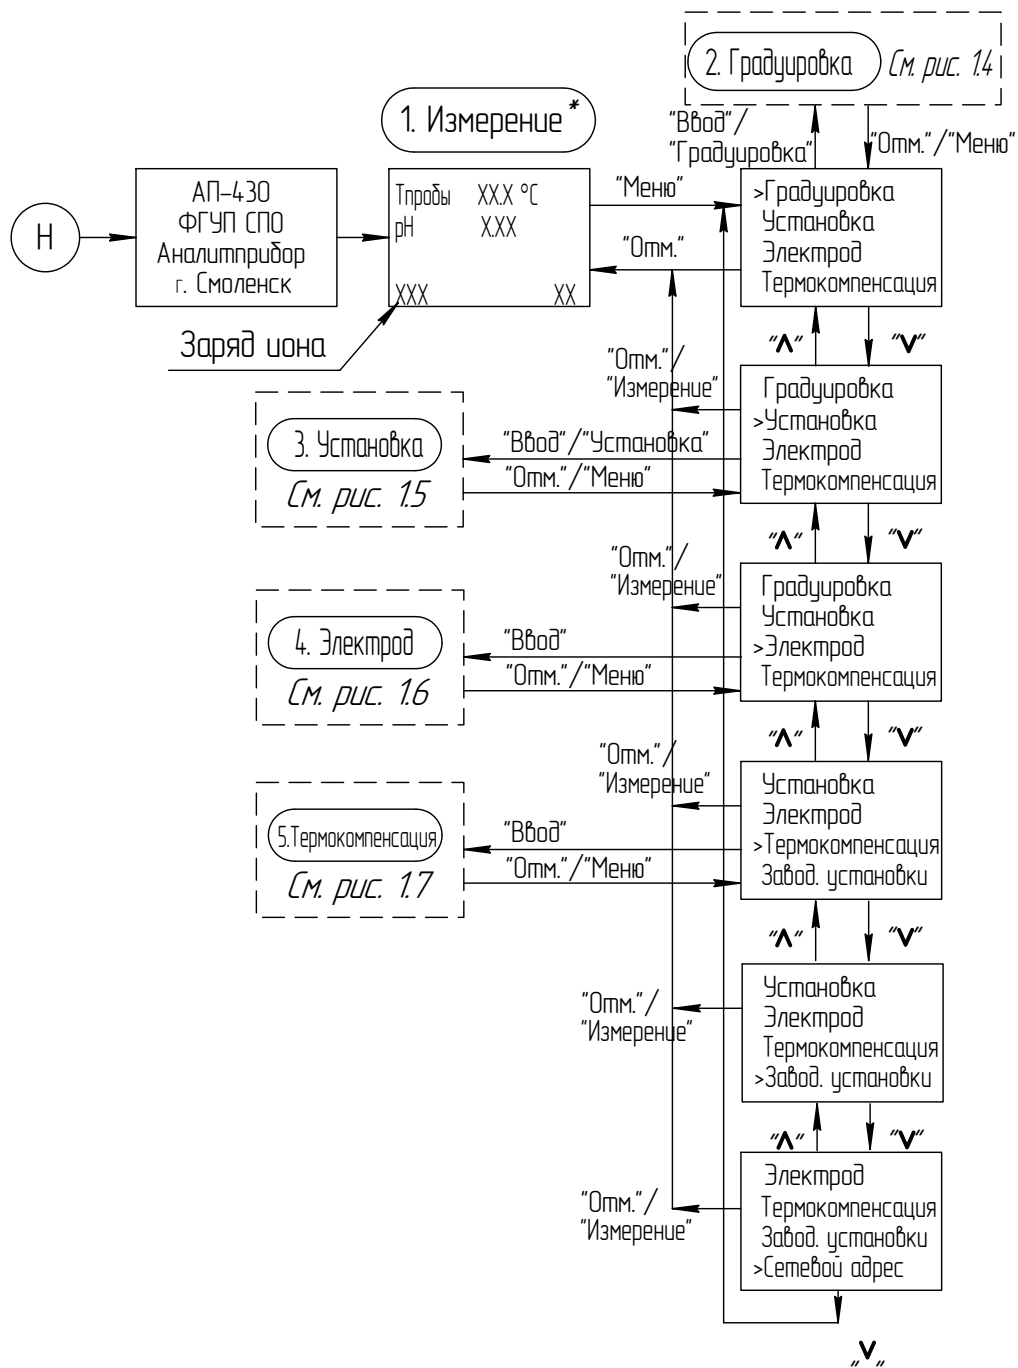 2. Градуировка См. рис. 1.4
"Ввод"/
"Градуировка"
"Отм."/"Меню"
1. Измерение*
Н
АП-430
ФГУП СПО
Аналитприбор
г. Смоленск
Тпробы XX.X °C
pH X.XX
XXX XX
Заряд иона
"Меню"
"Отм."
>Градуировка
Установка
Электрод
Термокомпенсация
"Λ" "V"
"Отм."/
"Измерение"
Градуировка
>Установка
Электрод
Термокомпенсация
3. Установка
См. рис. 1.5
"Ввод"/"Установка"
"Отм."/"Меню"
"Λ" "V"
"Отм."/
"Измерение"
Градуировка
Установка
>Электрод
Термокомпенсация
4. Электрод
См. рис. 1.6
"Ввод"
"Отм."/"Меню"
"Λ" "V"
"Отм."/
"Измерение"
Установка
Электрод
>Термокомпенсация
Завод. установки
5.Термокомпенсация
См. рис. 1.7
"Ввод"
"Отм."/"Меню"
"Λ" "V"
"Отм."/
"Измерение"
Установка
Электрод
Термокомпенсация
>Завод. установки
"Λ" "V"
"Отм."/
"Измерение"
Электрод
Термокомпенсация
Завод. установки
>Сетевой адрес
"V"